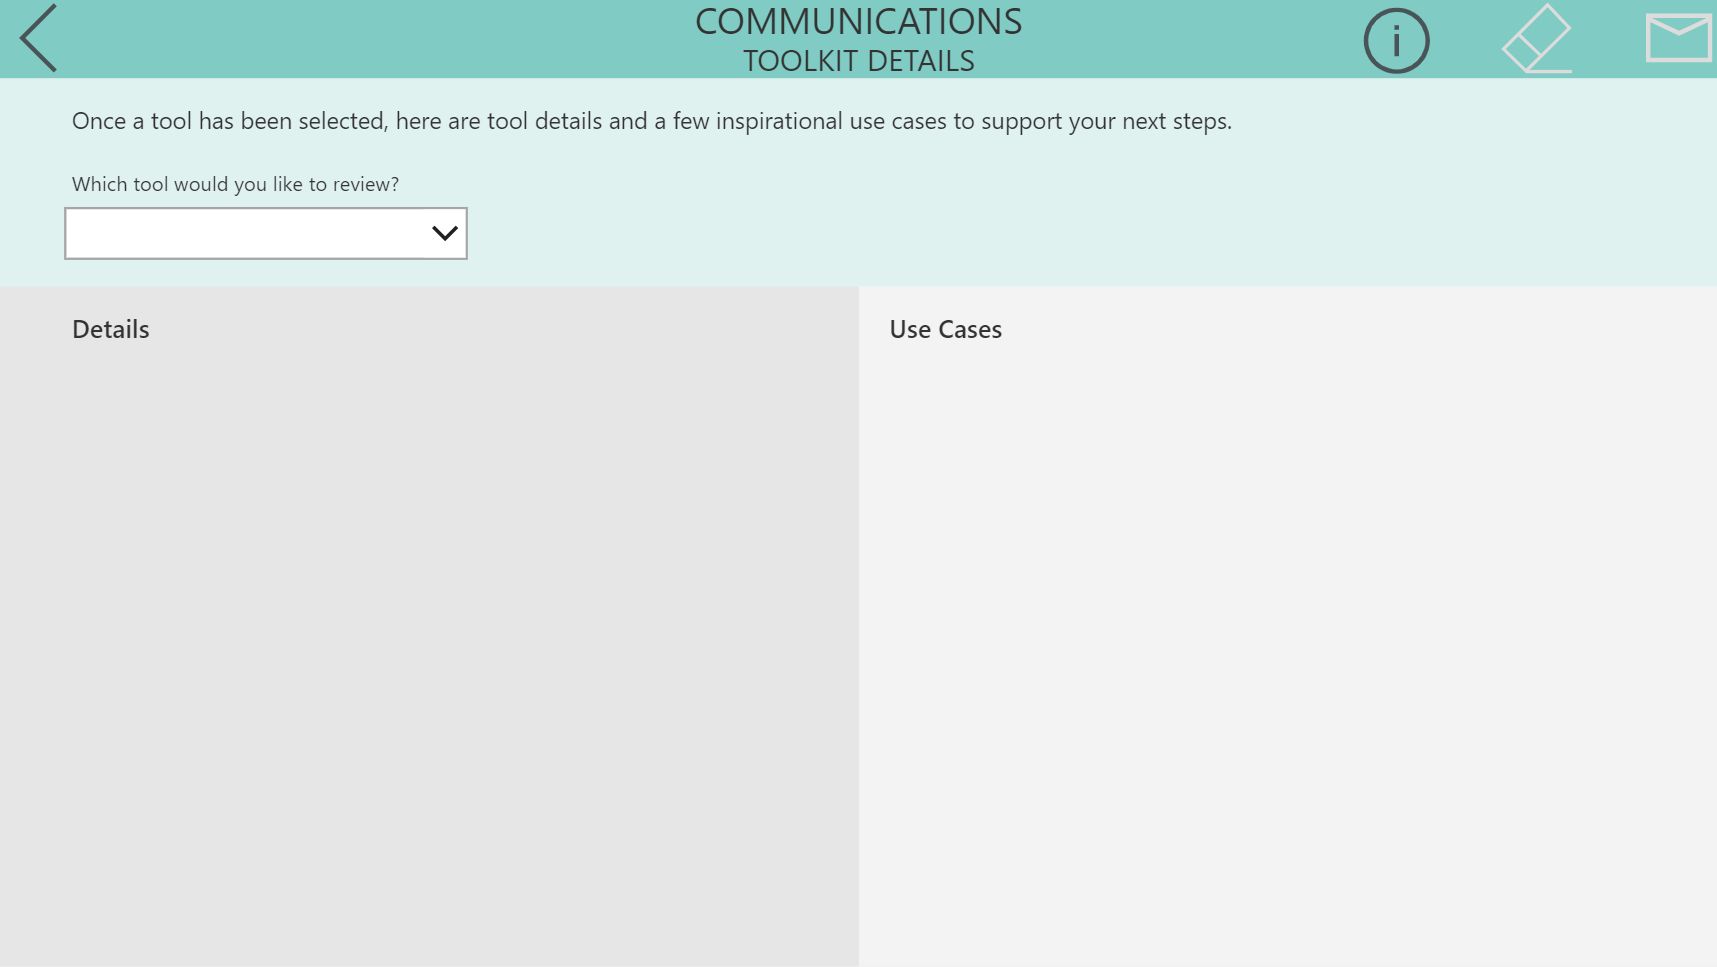 COMMUNICATIONS
TOOLKIT DETAILS
Once a tool has been selected, here are tool details and a few inspirational use cases to support your next steps.
Which tool would you like to review?
Details
Use Cases